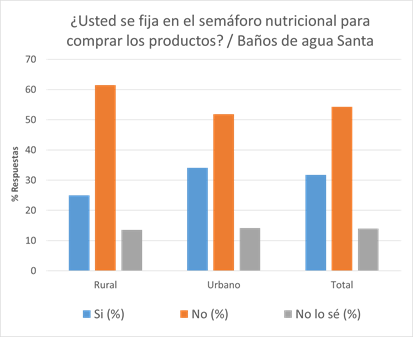 ¿Usted se fija en el semáforo nutricional para
comprar los productos? / Baños de agua Santa
70
60
50
40
30
20
10
0
% Respuestas
Rural Urbano Total
Si (%) No (%) No lo sé (%)